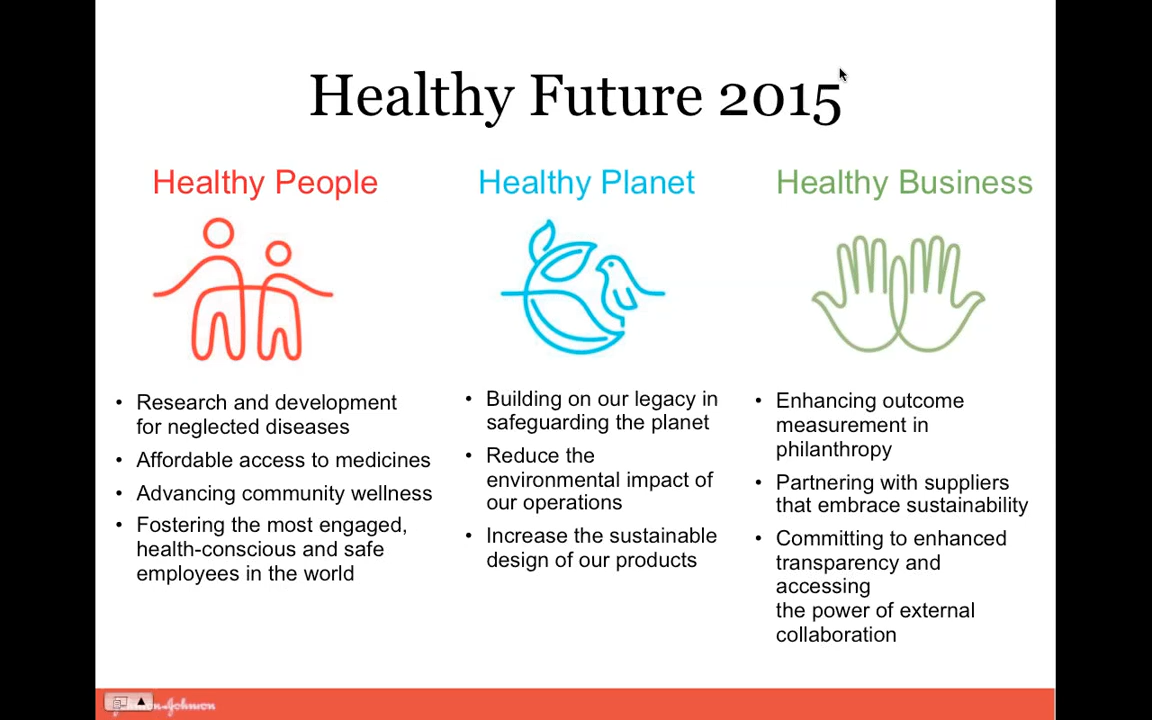 Healthy Future 2015
Healthy People
Healthy Planet
Healthy Business
• Research and development
for neglected diseases
• Affordable access to medicines
• Advancing community wellness
• Fostering the most engaged,
health-conscious and safe
employees in the world
• Building on our legacy in
safeguarding the planet
• Reduce the
environmental impact of
our operations
• Increase the sustainable
design of our products
• Enhancing outcome
measurement in
philanthropy
• Partnering with suppliers
that embrace sustainability
• Committing to enhanced
transparency and
accessing
the power of external
collaboration